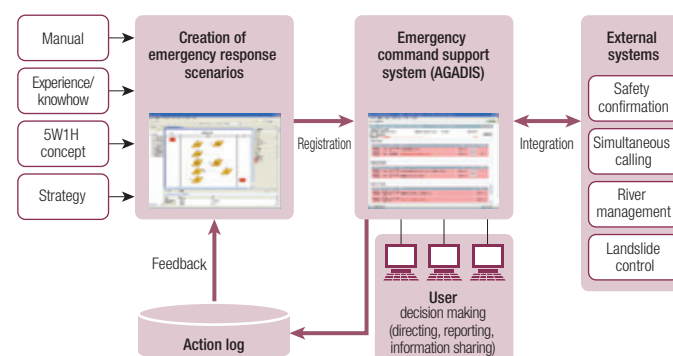 Manual
Experience/
knowhow
5W1H
concept
Strategy
Creation of
emergency response
scenarios
Registration
Emergency
command support
system (AGADIS)
Integration
External
systems
Safety
confirmation
Simultaneous
calling
River
management
Landslide
control
Feedback
Action log
User
decision making
(directing, reporting,
information sharing)